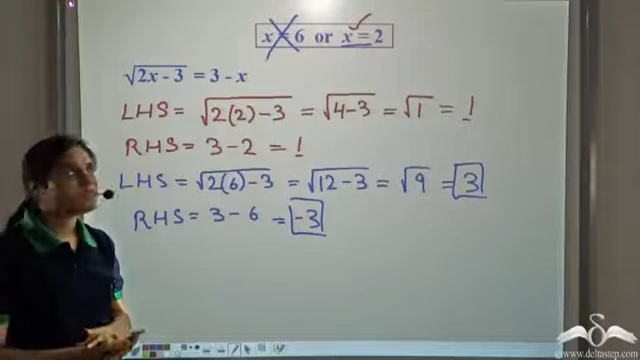 x = 6 or x = 2
√2x - 3 = 3 - x
LHS = √2(2) - 3 = √4-3 = √1 = 1
RHS = 3 - 2 = 1
LHS = √2(6) - 3 = √12 - 3 = √9 = 3
RHS = 3 - 6 = -3
www.deltastep.com